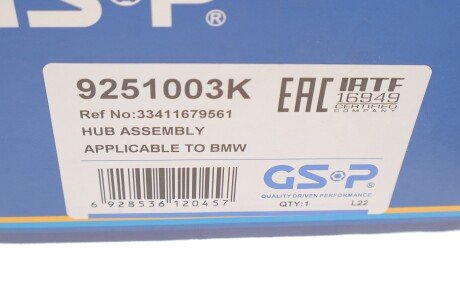 GS-P ®
9251003K
Ref No:33411679561
HUB ASSEMBLY
APPLICABLE TO BMW
6 928536 120457
EAC
IATF
16949
CERTIFIED
COMPANY
GSP ®
QUALITY DRIVEN PERFORMANCE
QTY:1 L22